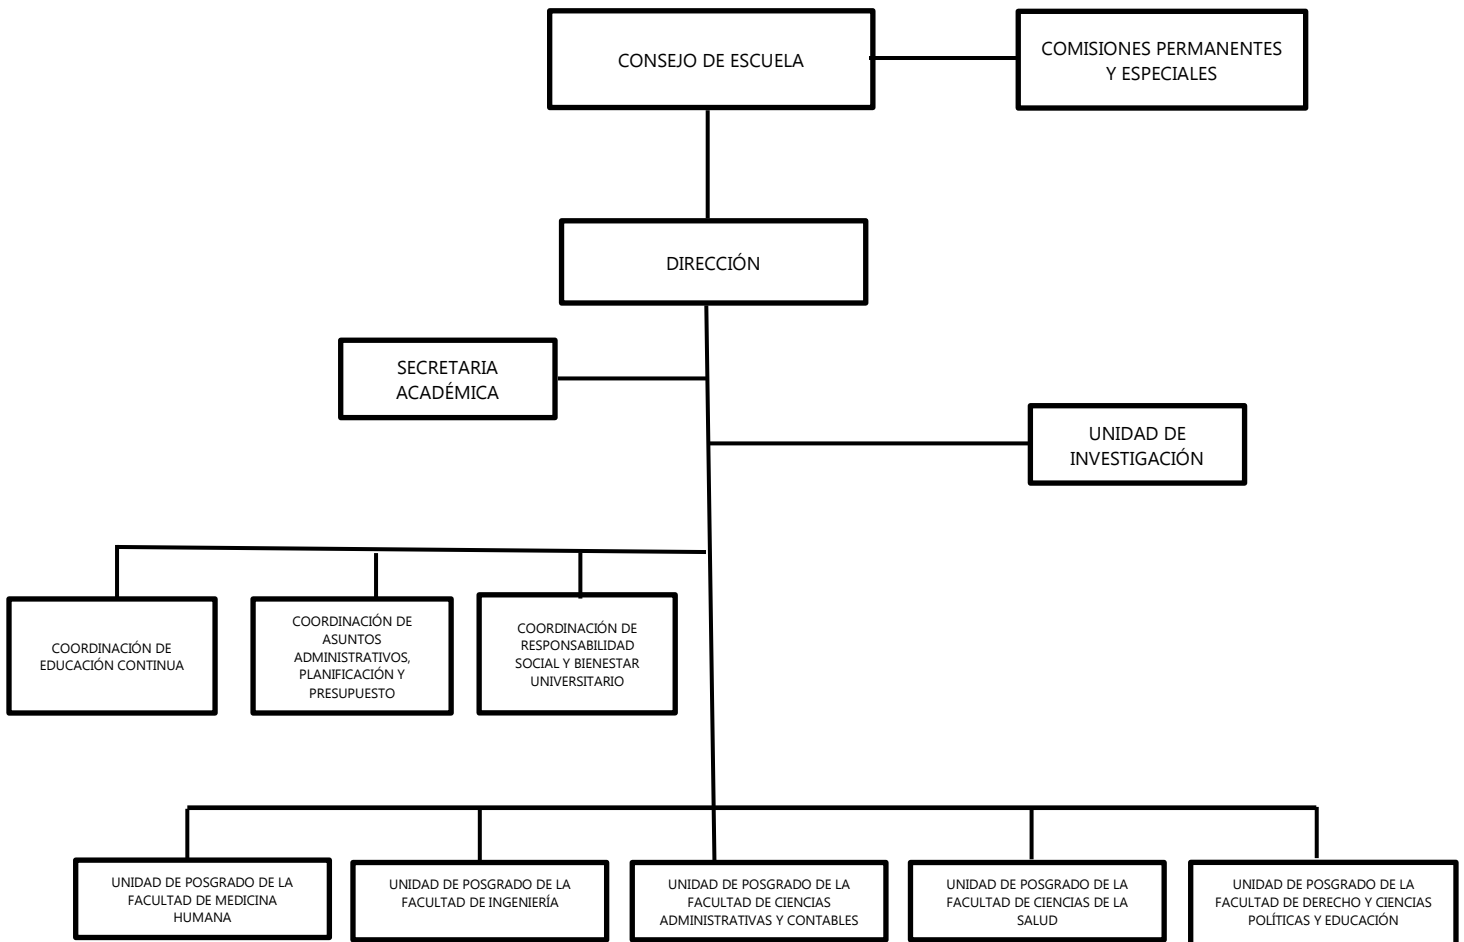 CONSEJO DE ESCUELA
COMISIONES PERMANENTES
Y ESPECIALES
DIRECCIÓN
SECRETARIA
ACADÉMICA
UNIDAD DE
INVESTIGACIÓN
COORDINACIÓN DE
EDUCACIÓN CONTINUA
COORDINACIÓN DE
ASUNTOS
ADMINISTRATIVOS,
PLANIFICACIÓN Y
PRESUPUESTO
COORDINACIÓN DE
RESPONSABILIDAD
SOCIAL Y BIENESTAR
UNIVERSITARIO
UNIDAD DE POSGRADO DE LA
FACULTAD DE MEDICINA
HUMANA
UNIDAD DE POSGRADO DE LA
FACULTAD DE INGENIERÍA
UNIDAD DE POSGRADO DE LA
FACULTAD DE CIENCIAS
ADMINISTRATIVAS Y CONTABLES
UNIDAD DE POSGRADO DE LA
FACULTAD DE CIENCIAS DE LA
SALUD
UNIDAD DE POSGRADO DE LA
FACULTAD DE DERECHO Y CIENCIAS
POLÍTICAS Y EDUCACIÓN